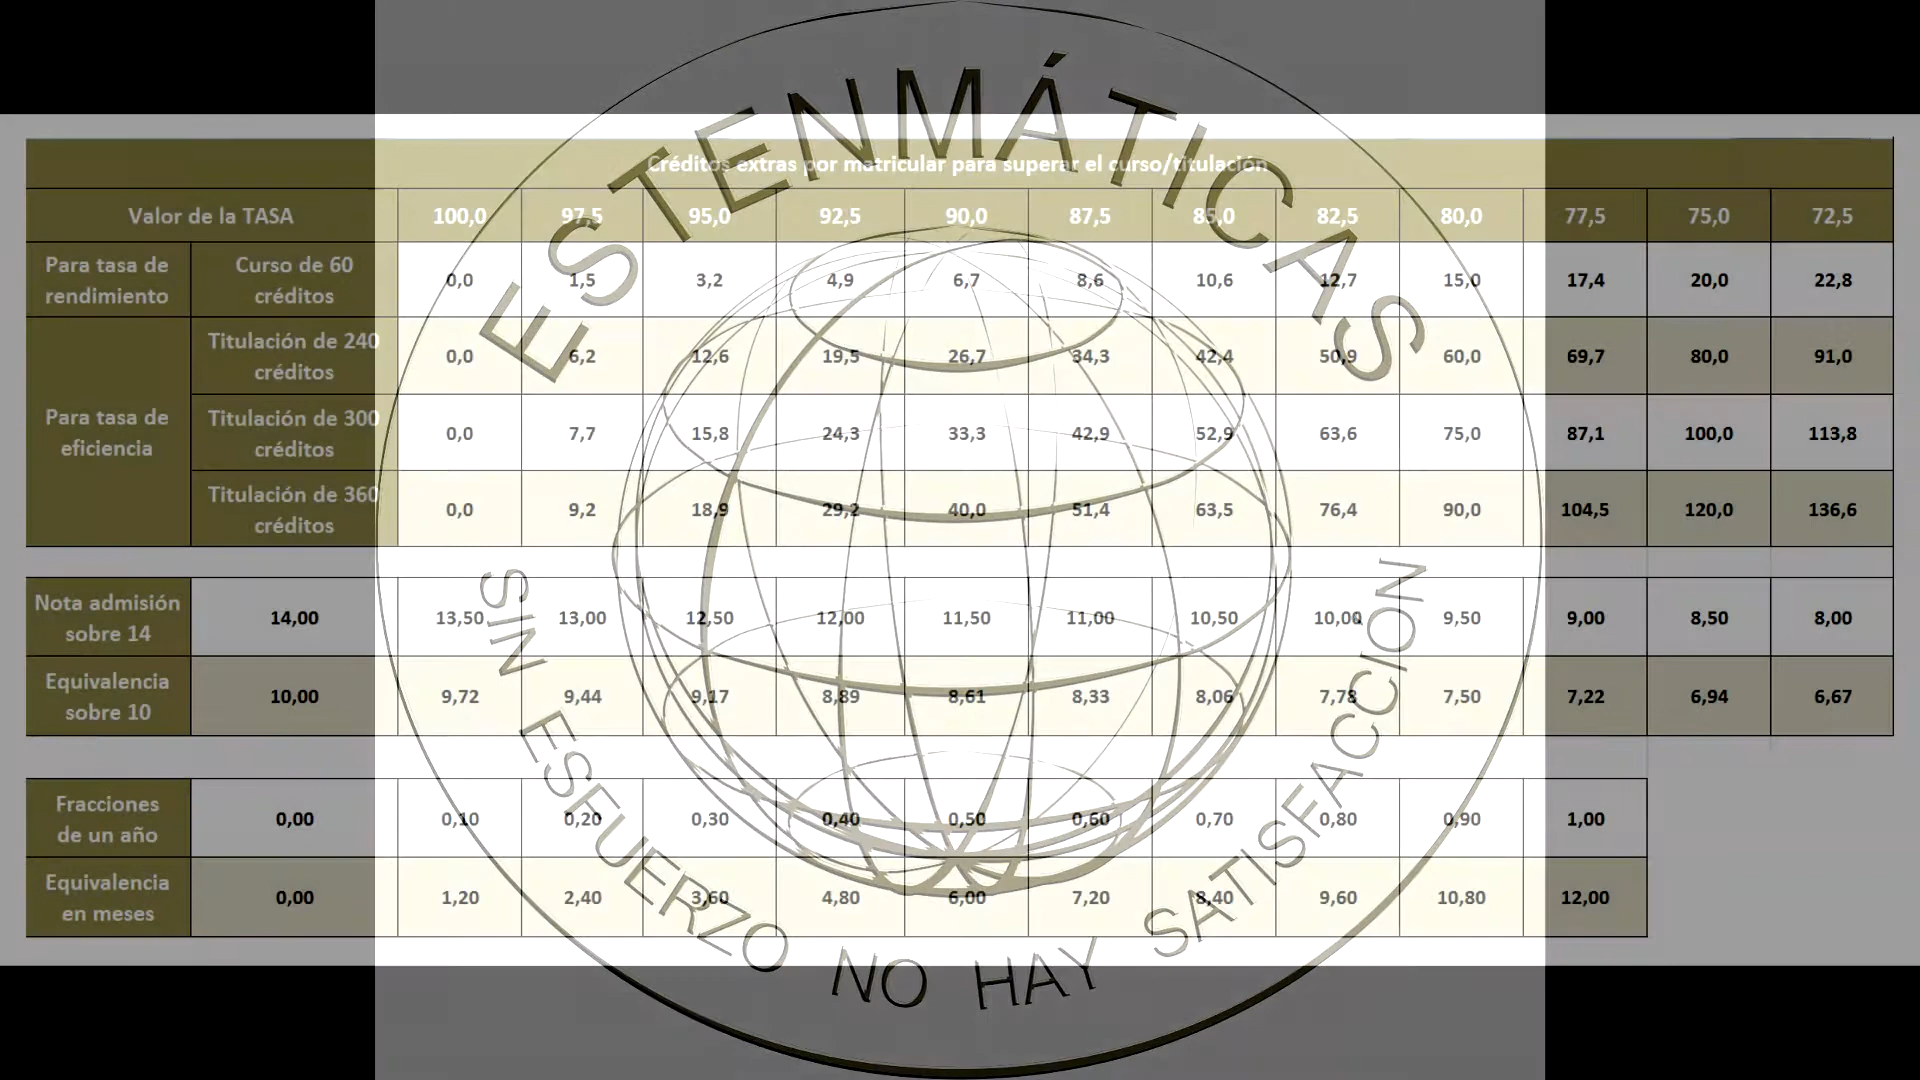 ESTENMÁTICAS
Créditos extras por matricular para superar el curso/titulación
Valor de la TASA 100,0 97,5 95,0 92,5 90,0 87,5 85,0 82,5 80,0 77,5 75,0 72,5
Para tasa de rendimiento Curso de 60 créditos 0,0 1,5 3,2 4,9 6,7 8,6 10,6 12,7 15,0 17,4 20,0 22,8
Para tasa de eficiencia Titulación de 240 créditos 0,0 6,2 12,6 19,5 26,7 34,3 42,4 50,9 60,0 69,7 80,0 91,0
Titulación de 300 créditos 0,0 7,7 15,8 24,3 33,3 42,9 52,9 63,6 75,0 87,1 100,0 113,8
Titulación de 360 créditos 0,0 9,2 18,9 29,2 40,0 51,4 63,5 76,4 90,0 104,5 120,0 136,6
Nota admisión sobre 14 14,00 13,50 13,00 12,50 12,00 11,50 11,00 10,50 10,00 9,50 9,00 8,50 8,00
Equivalencia sobre 10 10,00 9,72 9,44 9,17 8,89 8,61 8,33 8,06 7,78 7,50 7,22 6,94 6,67
Fracciones de un año 0,00 0,10 0,20 0,30 0,40 0,50 0,60 0,70 0,80 0,90 1,00
Equivalencia en meses 0,00 1,20 2,40 3,60 4,80 6,00 7,20 8,40 9,60 10,80 12,00
SIN ESFUERZO NO HAY SATISFACCION